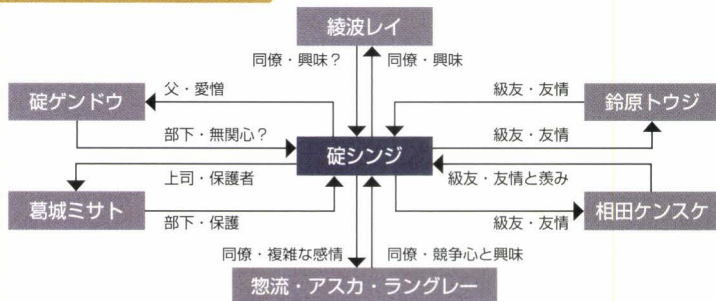 綾波レイ
同僚・興味？
同僚・興味
碇ゲンドウ
父・愛憎
級友・友情
鈴原トウジ
部下・無関心？
碇シンジ
級友・友情
上司・保護者
級友・友情と羨み
葛城ミサト
部下・保護
級友・友情
相田ケンスケ
同僚・複雑な感情
同僚・競争心と興味
惣流・アスカ・ラングレー